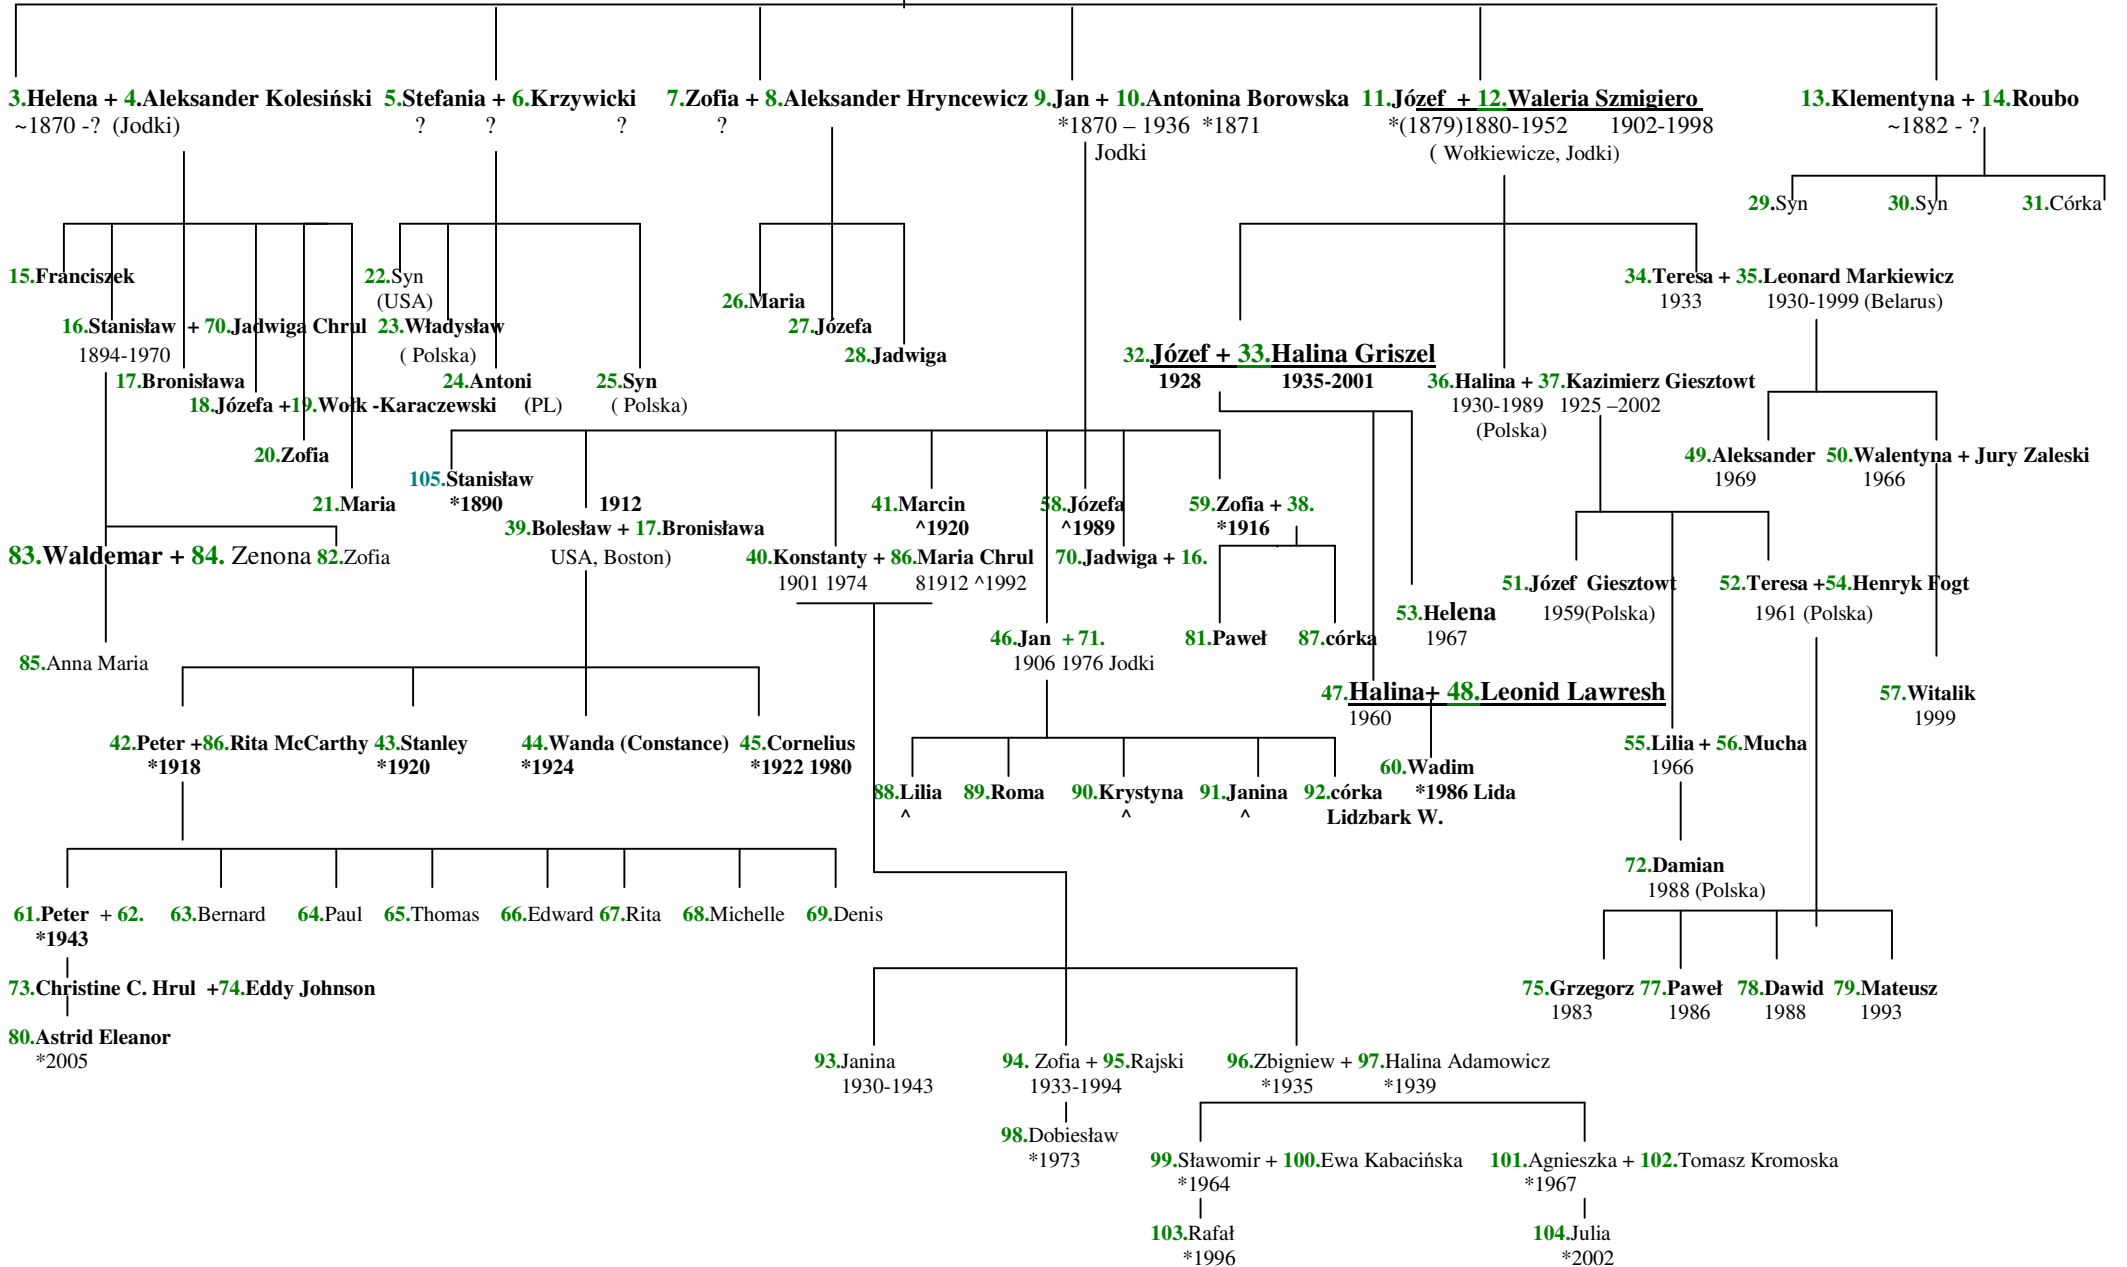 3.Helena + 4.Aleksander Kolesiński 5.Stefania + 6.Krzywicki 7.Zofia + 8.Aleksander Hryncewicz 9.Jan + 10.Antonina Borowska 11.Józef + 12.Waleria Szmigiero 13.Klementyna + 14.Roubo
~1870 -? (Jodki) ? ? ? ? *1870 – 1936 *1871 *(1879)1880-1952 1902-1998 ~1882 - ?
Jodki ( Wołkiewicze, Jodki)
29.Syn 30.Syn 31.Córka
15.Franciszek 22.Syn 34.Teresa + 35.Leonard Markiewicz
(USA) 26.Maria 1933 1930-1999 (Belarus)
16.Stanisław + 70.Jadwiga Chrul 23.Władysław 27.Józefa
1894-1970 ( Polska) 28.Jadwiga 32.Józef + 33.Halina Griszel
17.Bronisława 24.Antoni 25.Syn 1928 1935-2001 36.Halina + 37.Kazimierz Giesztowt
18.Józefa +19.Wołk -Karaczewski (PL) ( Polska) 1930-1989 1925 –2002
(Polska)
20.Zofia 49.Aleksander 50.Walentyna + Jury Zaleski
105.Stanisław 1969 1966
21.Maria *1890 1912 41.Marcin 58.Józefa 59.Zofia + 38.
39.Bolesław + 17.Bronisława ^1920 ^1989 *1916
83.Waldemar + 84. Zenona 82.Zofia USA, Boston) 40.Konstanty + 86.Maria Chrul 70.Jadwiga + 16.
1901 1974 81912 ^1992 51.Józef Giesztowt 52.Teresa +54.Henryk Fogt
53.Helena 1959(Polska) 1961 (Polska)
46.Jan + 71. 81.Paweł 87.córka 1967
85.Anna Maria 1906 1976 Jodki
47.Halina+ 48.Leonid Lawresh 57.Witalik
1960 1999
42.Peter +86.Rita McCarthy 43.Stanley 44.Wanda (Constance) 45.Cornelius 55.Lilia + 56.Mucha
*1918 *1920 *1924 *1922 1980 60.Wadim 1966
88.Lilia 89.Roma 90.Krystyna 91.Janina 92.córka *1986 Lida
^ ^ ^ Lidzbark W.
72.Damian
1988 (Polska)
61.Peter + 62. 63.Bernard 64.Paul 65.Thomas 66.Edward 67.Rita 68.Michelle 69.Denis
*1943
73.Christine C. Hrul +74.Eddy Johnson 75.Grzegorz 77.Paweł 78.Dawid 79.Mateusz
1983 1986 1988 1993
80.Astrid Eleanor
*2005 93.Janina 94. Zofia + 95.Rajski 96.Zbigniew + 97.Halina Adamowicz
1930-1943 1933-1994 *1935 *1939
98.Dobiesław
*1973 99.Sławomir + 100.Ewa Kabacińska 101.Agnieszka + 102.Tomasz Kromoska
*1964 *1967
103.Rafał 104.Julia
*1996 *2002